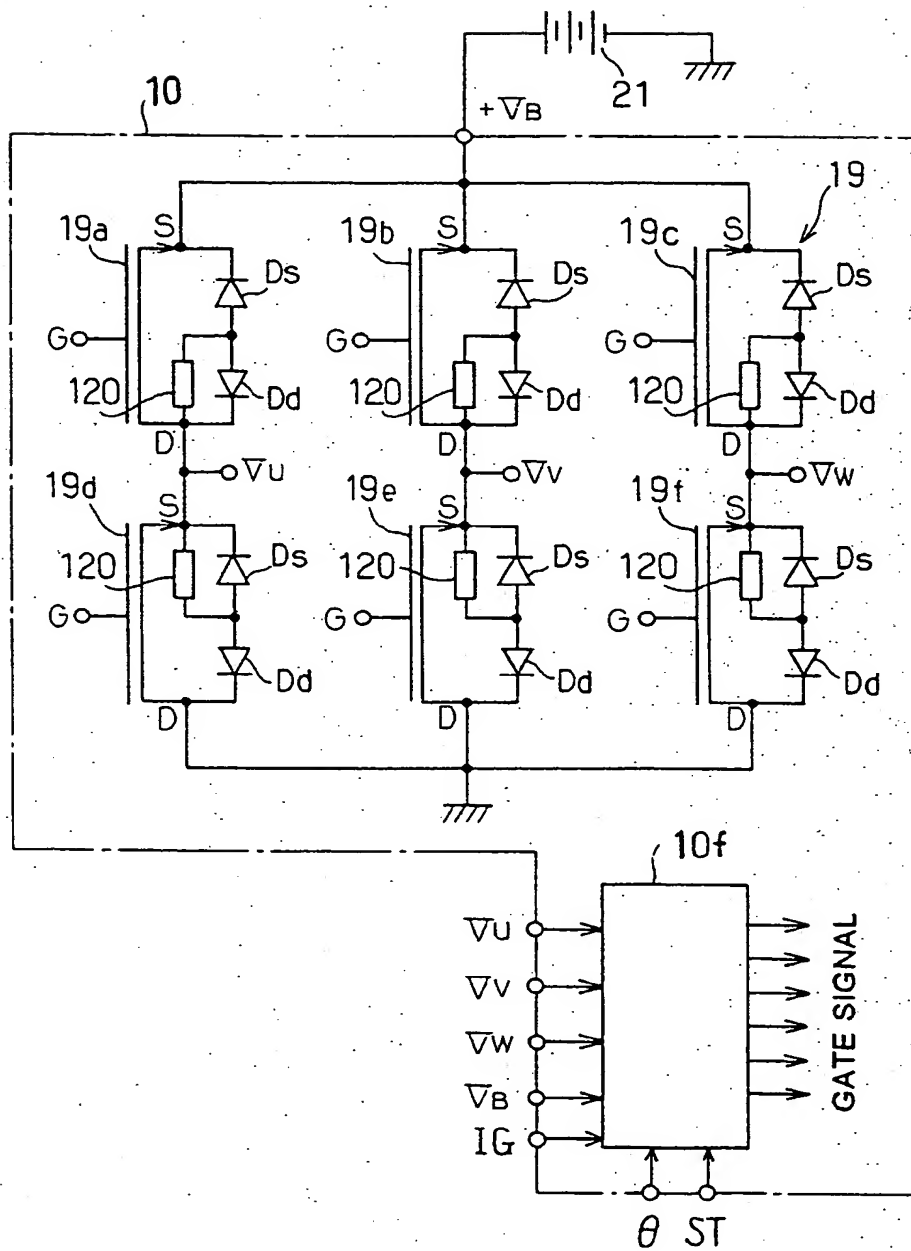 21
10
+VB
19
19a S
19b S
19c S
Ds
Ds
Ds
G
G
G
120
120
120
Dd
Dd
Dd
D
D
D
Vu
Vv
Vw
19d S
19e S
19f S
120
120
120
Ds
Ds
Ds
G
G
G
Dd
Dd
Dd
D
D
D
10f
VU
VV
VW
VB
IG
GATE SIGNAL
θ ST